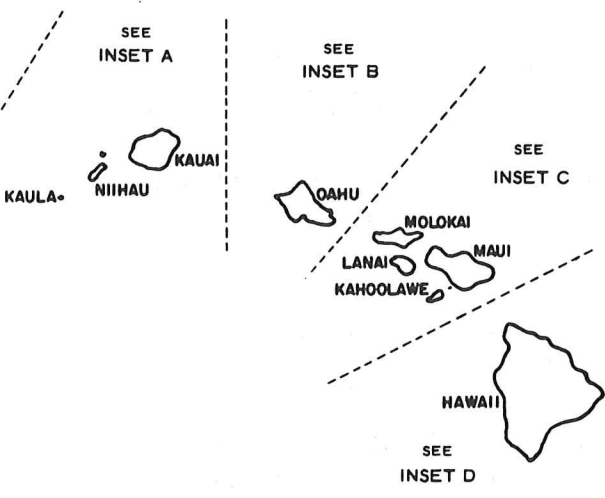 SEE
INSET A
SEE
INSET B
KAUAI
NIIHAU
KAULA
OAHU
SEE
INSET C
MOLOKAI
LANAI
MAUI
KAHOOLAWE
HAWAII
SEE
INSET D